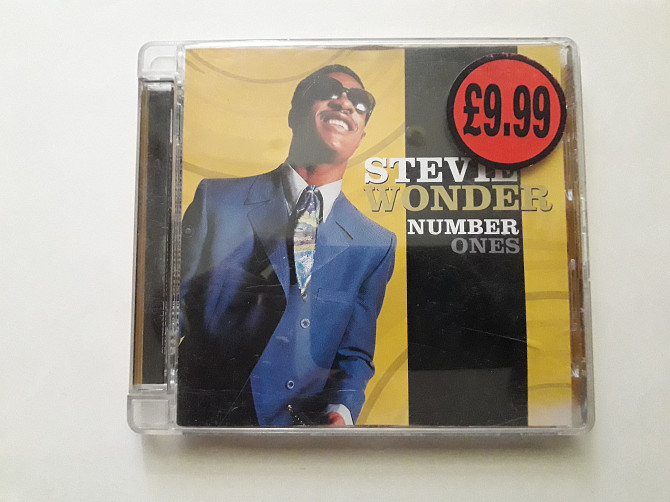 £9.99
STEVIE
WONDER
NUMBER
ONES